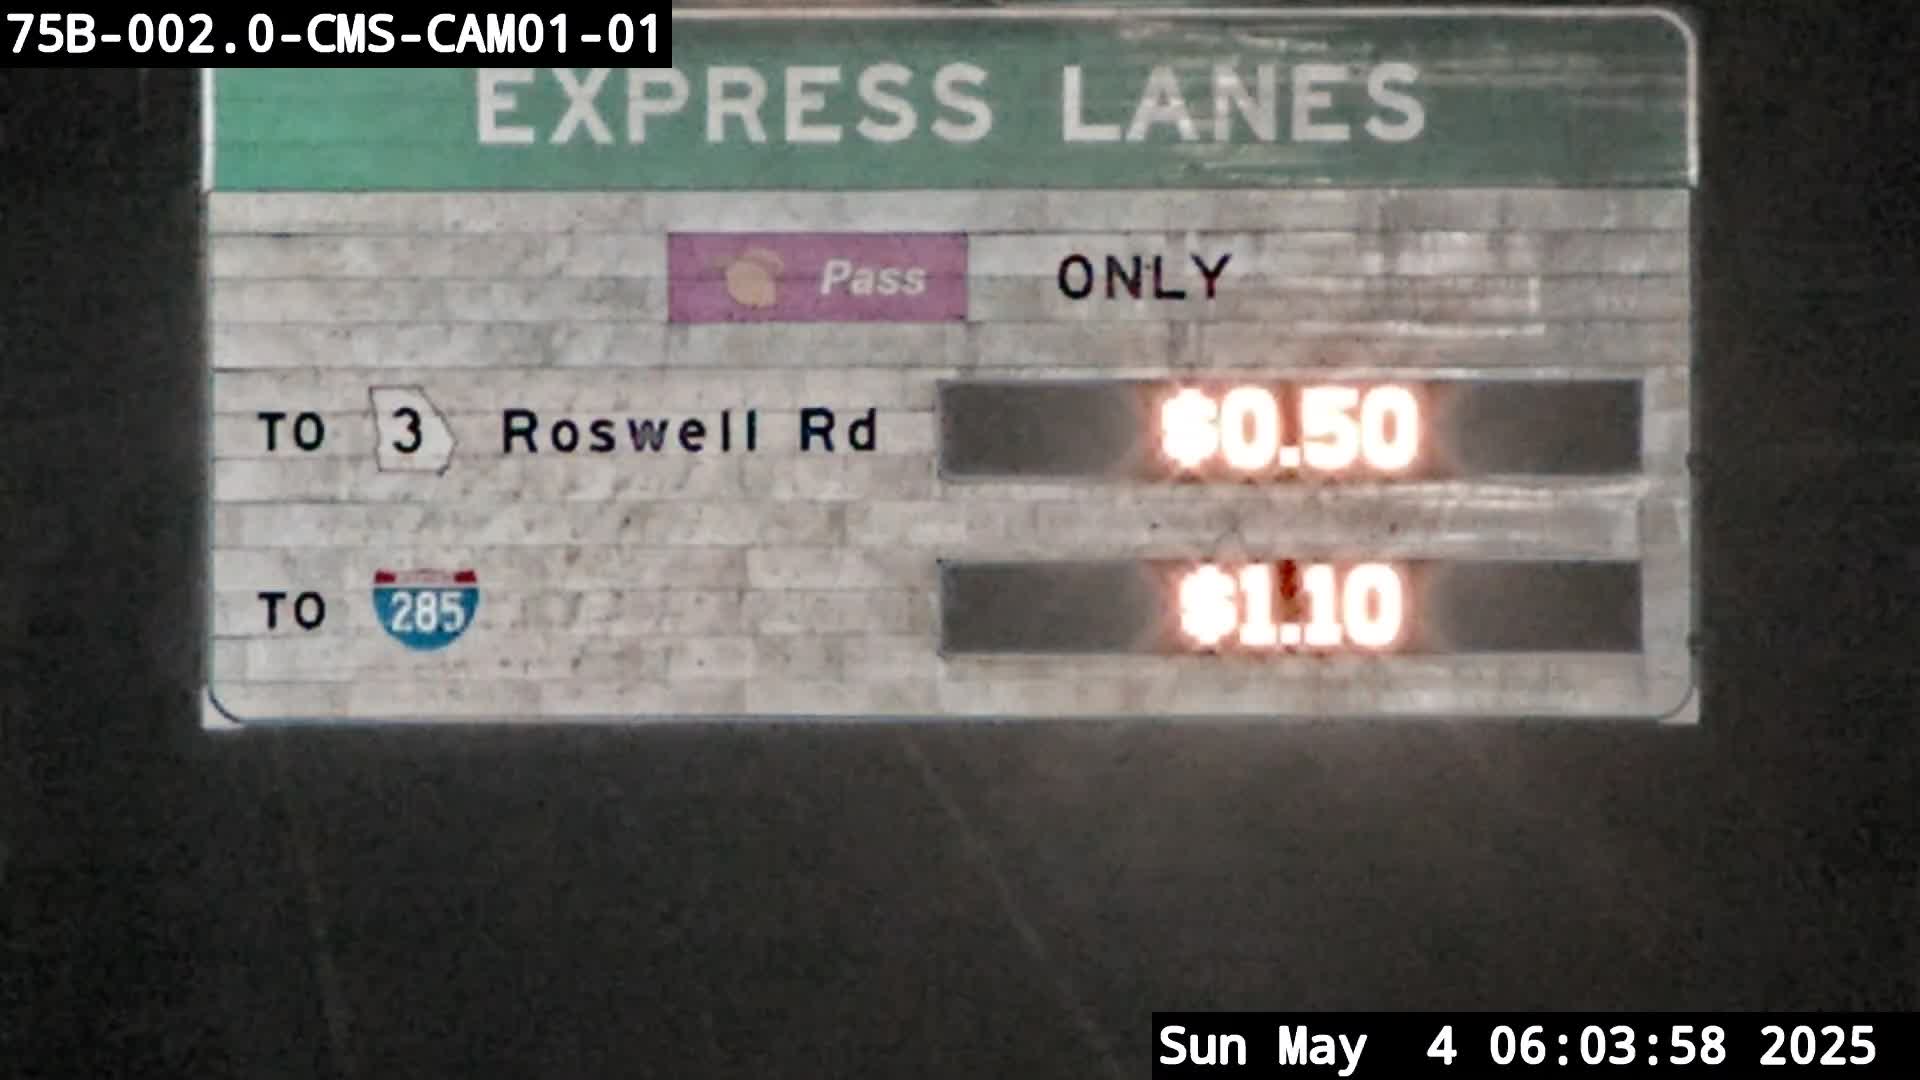 75B-002.0-CMS-CAM01-01
EXPRESS LANES
Pass ONLY
TO 3 Roswell Rd $0.50
TO 285 $1.10
Sun May 4 06:03:58 2025